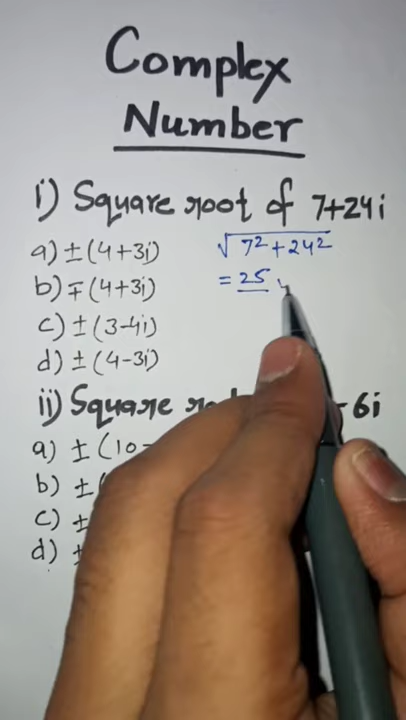 Complex
Number
i) Square root of 7+24i
a) ±(4+3i)
√7²+24²
b) ∓(4+3i)
= 25
c) ±(3-4i)
d) ±(4-3i)
ii) Square -6i
a) ±(10-
b) ±(
c) ±
d) ±